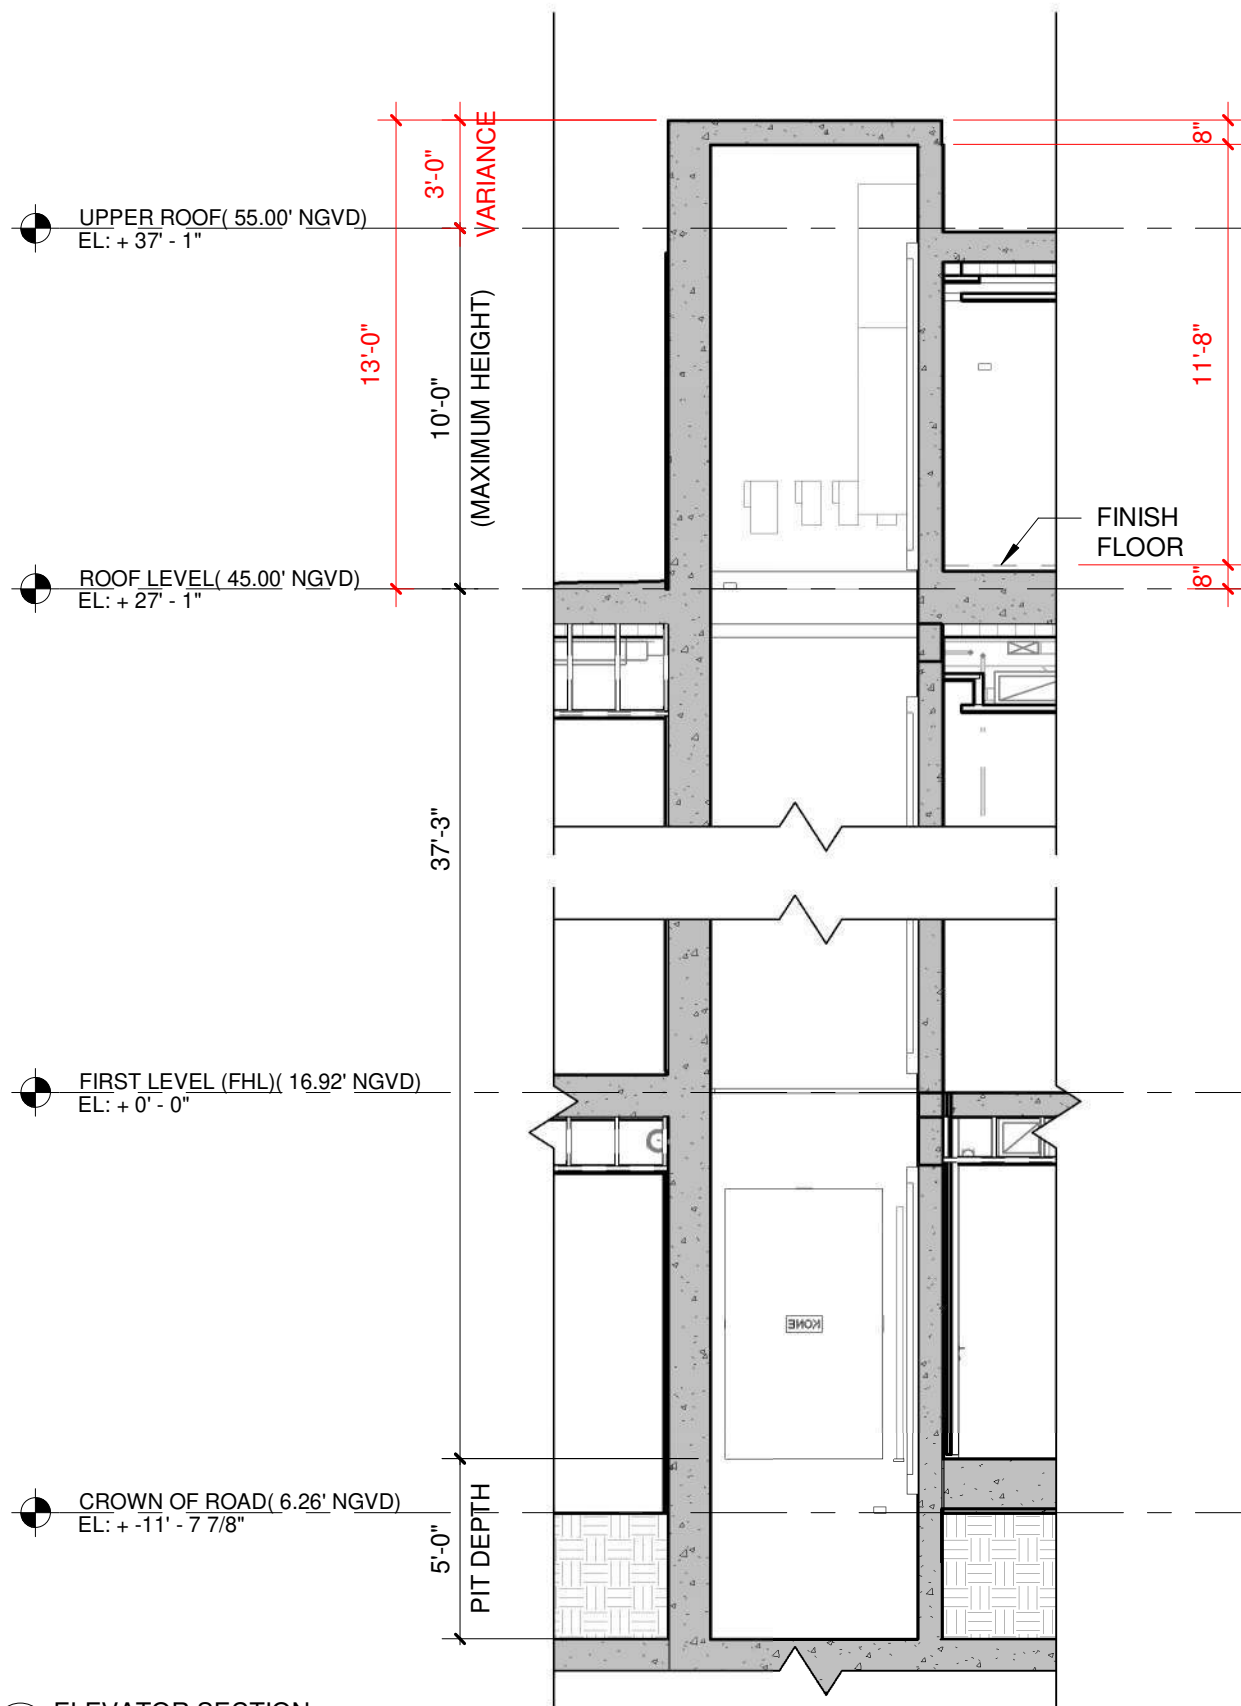 8"
3'-0"
VARIANCE
UPPER ROOF( 55.00' NGVD)
EL: + 37' - 1"
13'-0"
10'-0"
(MAXIMUM HEIGHT)
11'-8"
FINISH
FLOOR
ROOF LEVEL( 45.00' NGVD)
EL: + 27' - 1"
8"
37'-3"
FIRST LEVEL (FHL)( 16.92' NGVD)
EL: + 0' - 0"
KONE
CROWN OF ROAD( 6.26' NGVD)
EL: + -11' - 7 7/8"
5'-0"
PIT DEPTH
ELEVATOR SECTION